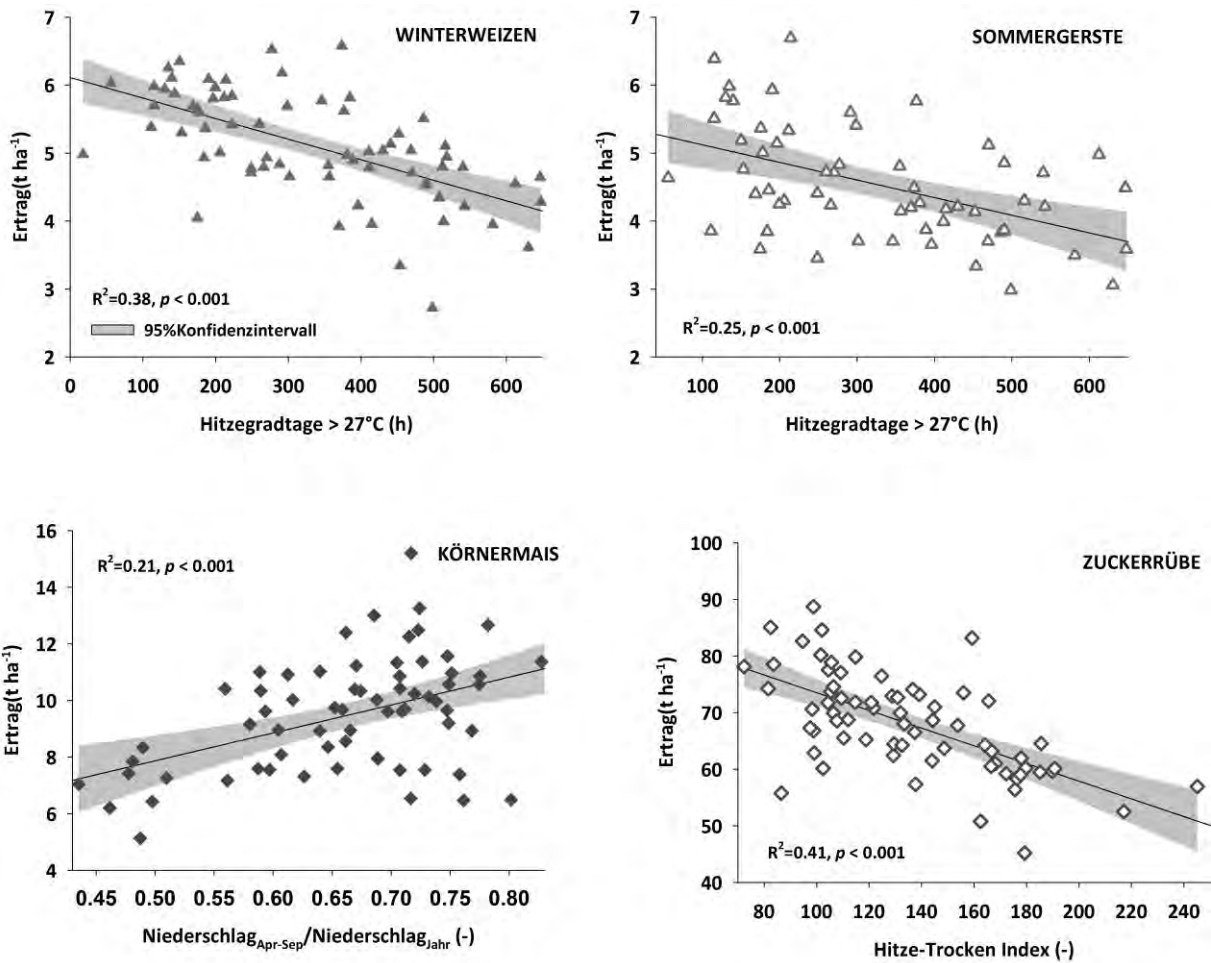 WINTERWEIZEN
Ertrag(t ha⁻¹)
7
6
5
4
3
2
R²=0.38, p < 0.001
95%Konfidenzintervall
0 100 200 300 400 500 600
Hitzegradtage > 27°C (h)
SOMMERGERSTE
Ertrag(t ha⁻¹)
7
6
5
4
3
2
R²=0.25, p < 0.001
100 200 300 400 500 600
Hitzegradtage > 27°C (h)
KÖRNERMAIS
R²=0.21, p < 0.001
Ertrag(t ha⁻¹)
16
14
12
10
8
6
4
0.45 0.50 0.55 0.60 0.65 0.70 0.75 0.80
Niederschlag Apr-Sep/Niederschlag Jahr (-)
ZUCKERRÜBE
Ertrag(t ha⁻¹)
100
90
80
70
60
50
40
R²=0.41, p < 0.001
80 100 120 140 160 180 200 220 240
Hitze-Trocken Index (-)